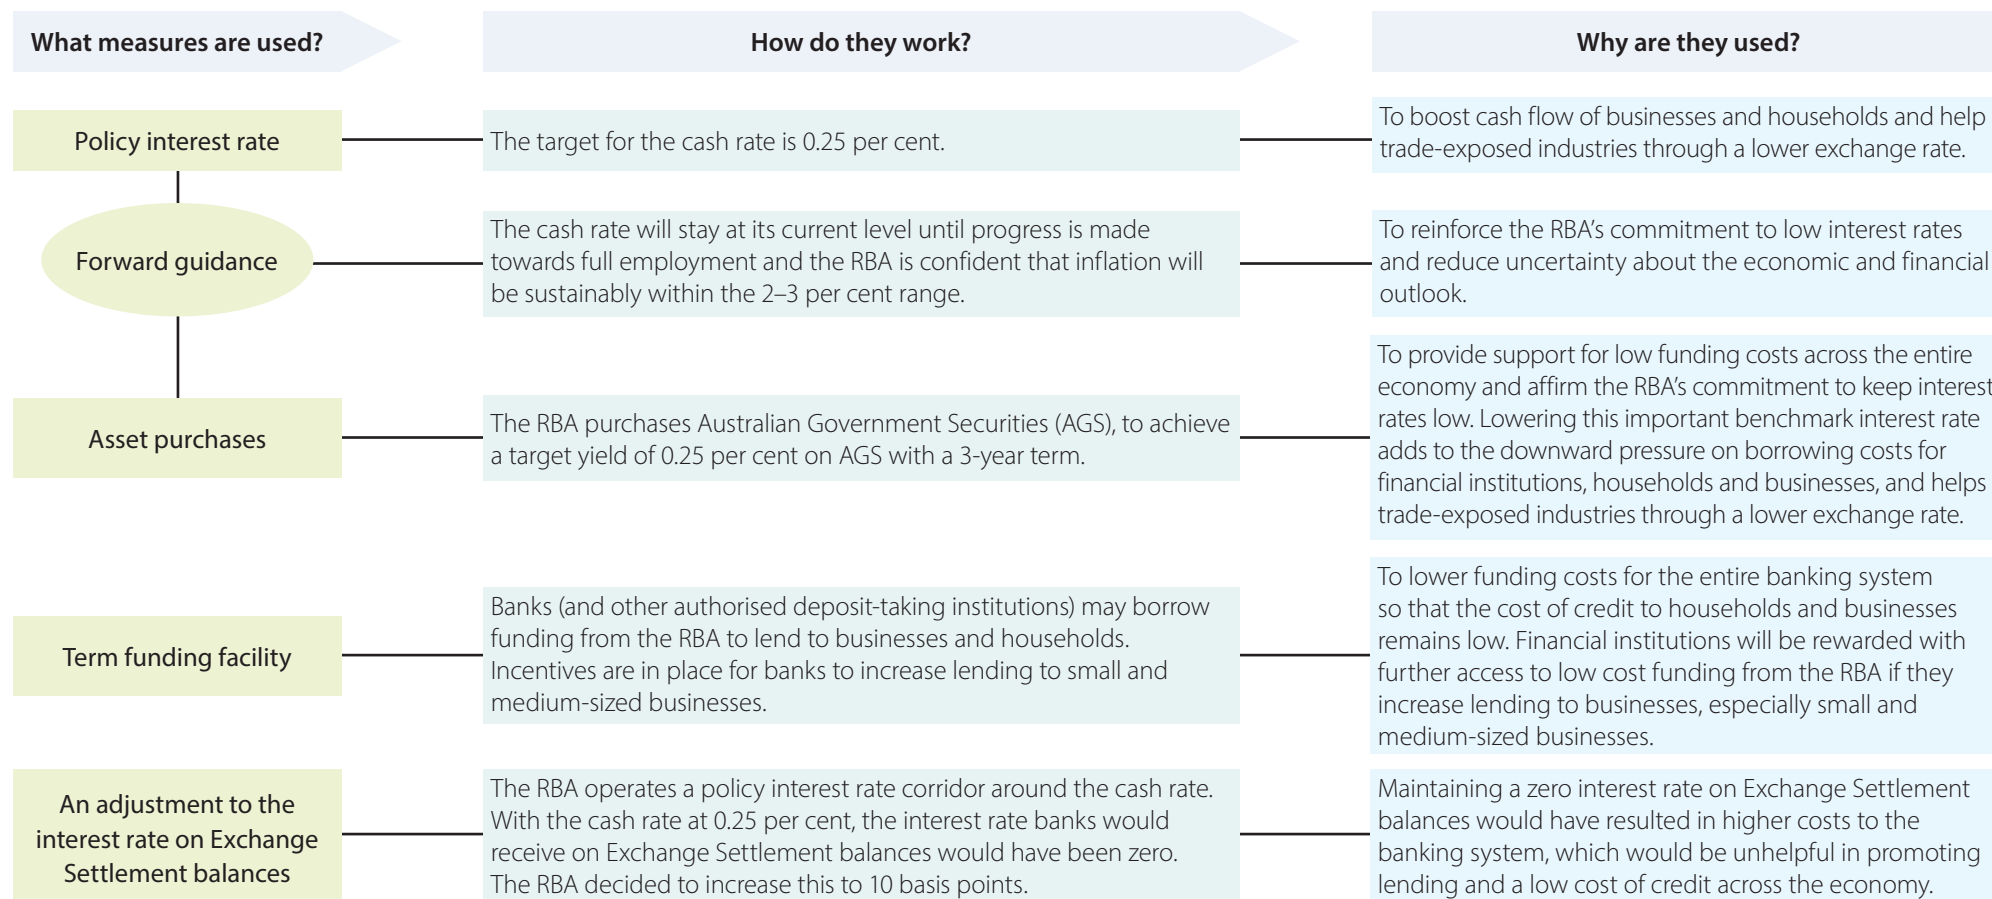 What measures are used?
How do they work?
Why are they used?
Policy interest rate
The target for the cash rate is 0.25 per cent.
To boost cash flow of businesses and households and help
trade-exposed industries through a lower exchange rate.
Forward guidance
The cash rate will stay at its current level until progress is made
towards full employment and the RBA is confident that inflation will
be sustainably within the 2–3 per cent range.
To reinforce the RBA’s commitment to low interest rates
and reduce uncertainty about the economic and financial
outlook.
Asset purchases
The RBA purchases Australian Government Securities (AGS), to achieve
a target yield of 0.25 per cent on AGS with a 3-year term.
To provide support for low funding costs across the entire
economy and affirm the RBA’s commitment to keep interest
rates low. Lowering this important benchmark interest rate
adds to the downward pressure on borrowing costs for
financial institutions, households and businesses, and helps
trade-exposed industries through a lower exchange rate.
Term funding facility
Banks (and other authorised deposit-taking institutions) may borrow
funding from the RBA to lend to businesses and households.
Incentives are in place for banks to increase lending to small and
medium-sized businesses.
To lower funding costs for the entire banking system
so that the cost of credit to households and businesses
remains low. Financial institutions will be rewarded with
further access to low cost funding from the RBA if they
increase lending to businesses, especially small and
medium-sized businesses.
An adjustment to the
interest rate on Exchange
Settlement balances
The RBA operates a policy interest rate corridor around the cash rate.
With the cash rate at 0.25 per cent, the interest rate banks would
receive on Exchange Settlement balances would have been zero.
The RBA decided to increase this to 10 basis points.
Maintaining a zero interest rate on Exchange Settlement
balances would have resulted in higher costs to the
banking system, which would be unhelpful in promoting
lending and a low cost of credit across the economy.